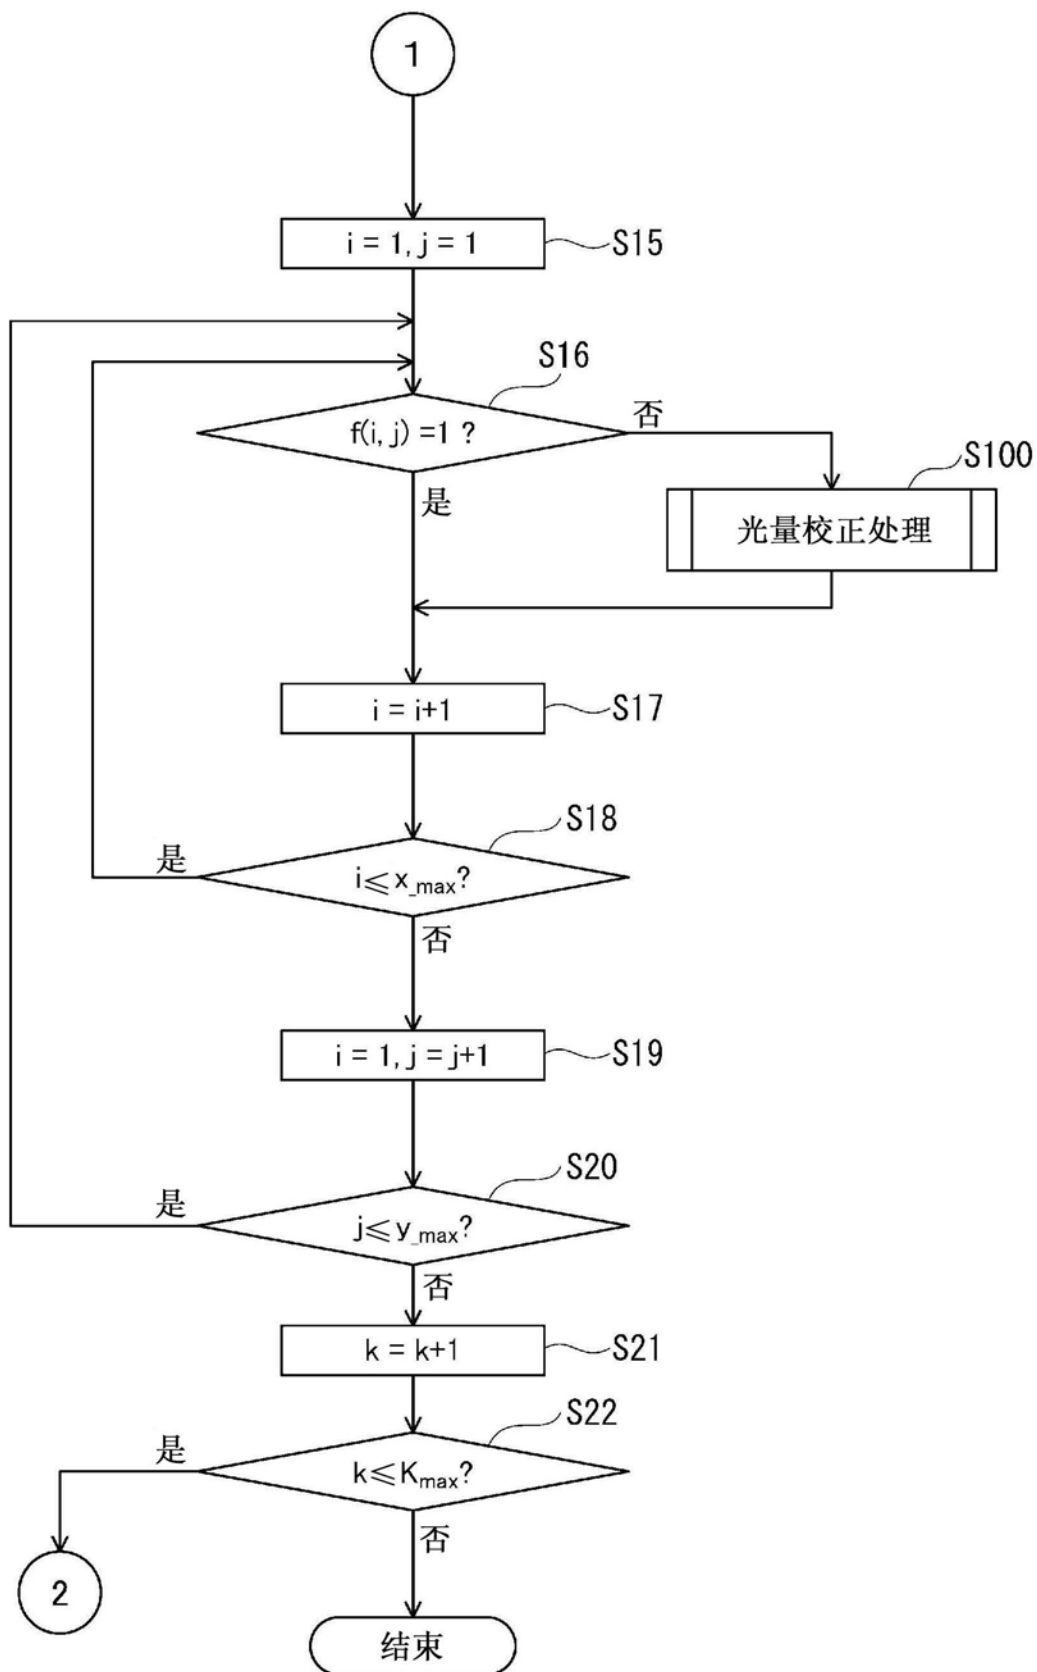 1
i = 1, j = 1
S15
S16
f(i, j) =1 ?
否
是
S100
光量校正处理
i = i+1
S17
S18
是
i≤x_max?
否
i = 1, j = j+1
S19
S20
是
j≤y_max?
否
k = k+1
S21
S22
是
k≤Kmax?
否
2
结束